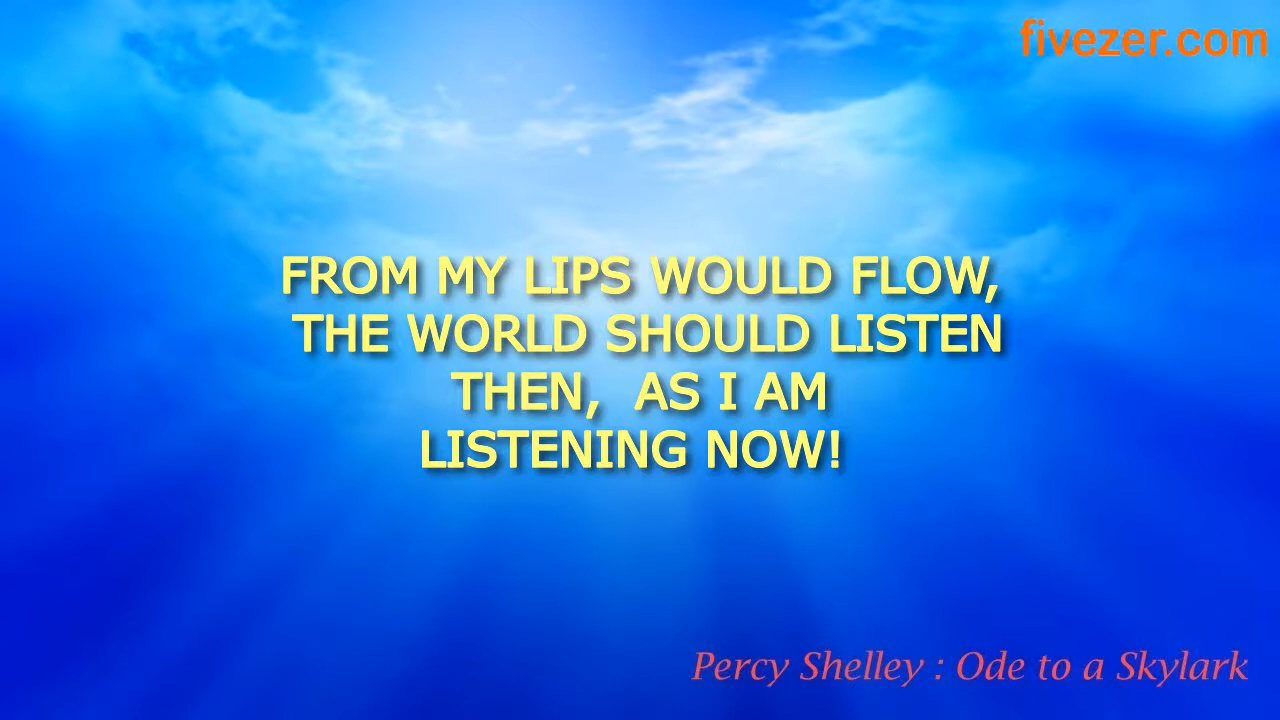 fivezer.com
FROM MY LIPS WOULD FLOW,
THE WORLD SHOULD LISTEN
THEN, AS I AM
LISTENING NOW!
Percy Shelley : Ode to a Skylark